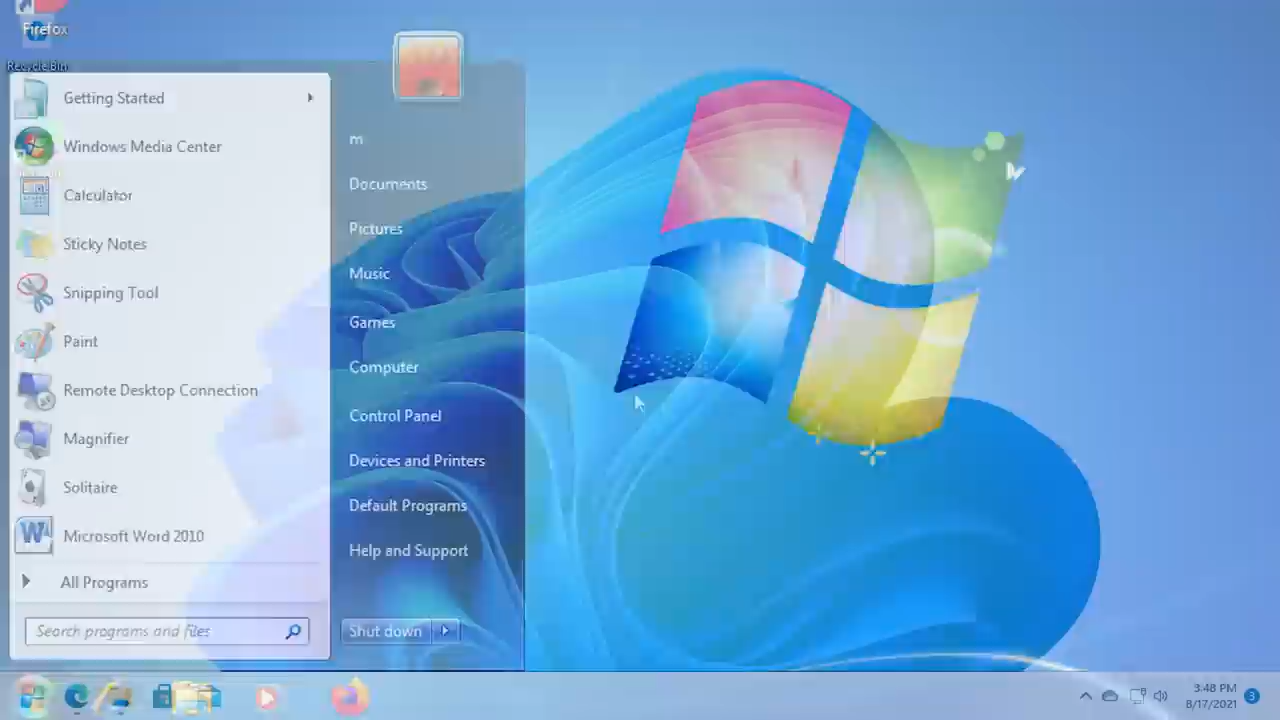 Firefox
Recycle Bin
Getting Started
Windows Media Center
Calculator
Sticky Notes
Snipping Tool
Paint
Remote Desktop Connection
Magnifier
Solitaire
Microsoft Word 2010
All Programs
Search programs and files
m
Documents
Pictures
Music
Games
Computer
Control Panel
Devices and Printers
Default Programs
Help and Support
Shut down
3:48 PM
8/17/2021
3